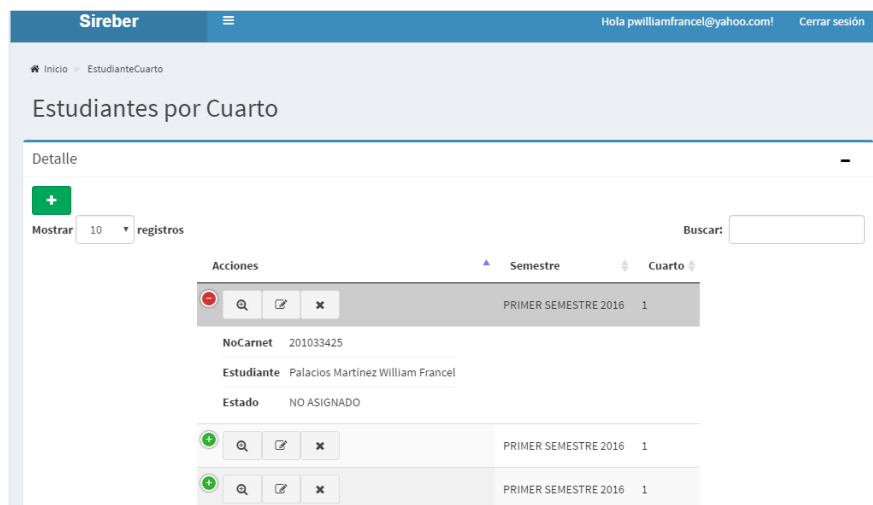 Sireber Hola pwilliamfrancel@yahoo.com! Cerrar sesión
Inicio > EstudianteCuarto
Estudiantes por Cuarto
Detalle
Mostrar 10 registros Buscar:
Acciones Semestre Cuarto
PRIMER SEMESTRE 2016 1
NoCarnet 201033425
Estudiante Palacios Martínez William Francel
Estado NO ASIGNADO
PRIMER SEMESTRE 2016 1
PRIMER SEMESTRE 2016 1